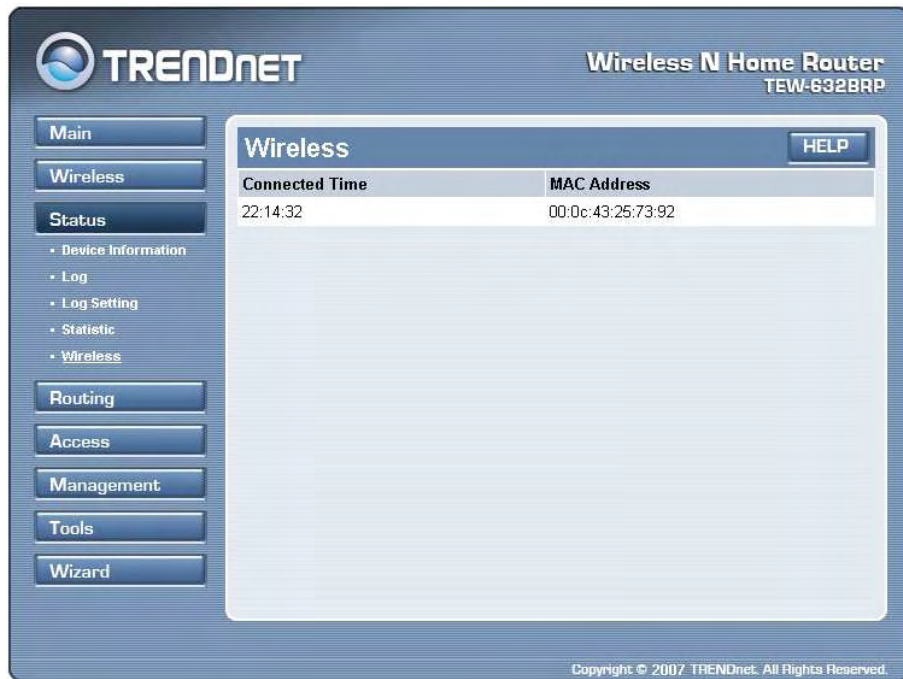 TRENDnet
Wireless N Home Router
TEW-632BRP
Main
Wireless
Status
• Device Information
• Log
• Log Setting
• Statistic
• Wireless
Routing
Access
Management
Tools
Wizard
Wireless
HELP
Connected Time MAC Address
22:14:32 00:0c:43:25:73:92
Copyright © 2007 TRENDnet. All Rights Reserved.